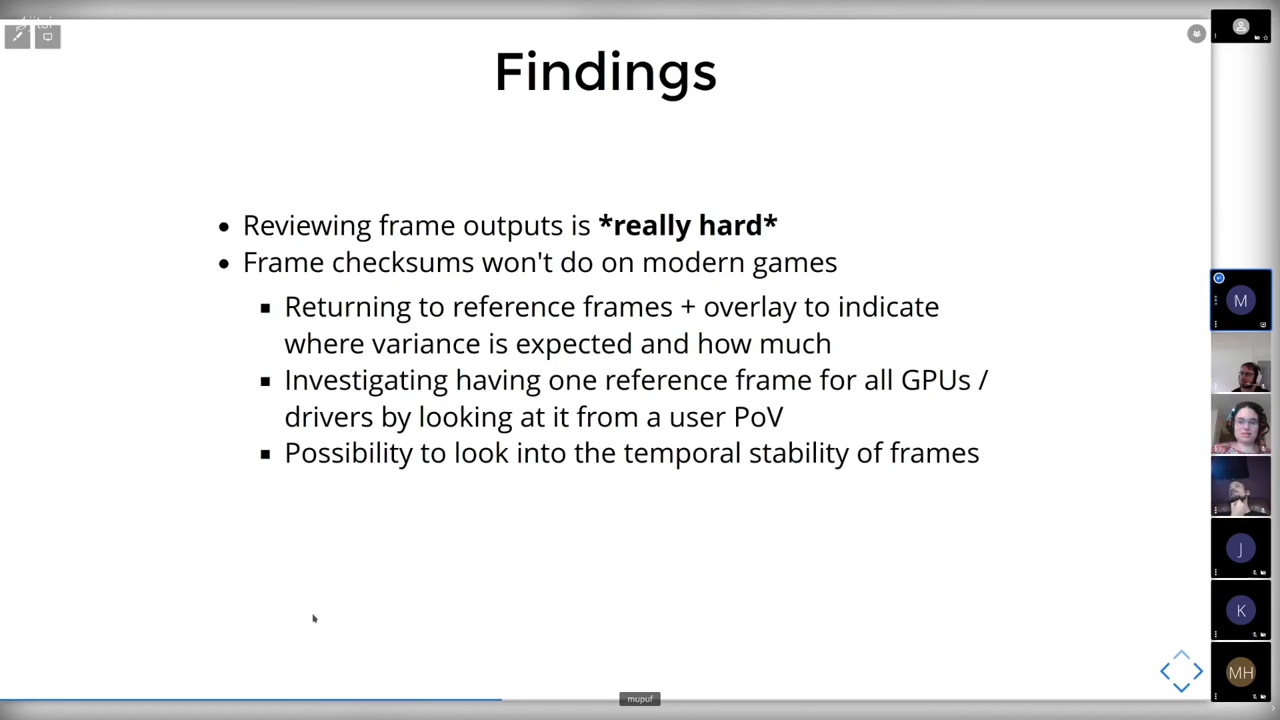 Findings
Reviewing frame outputs is *really hard*
Frame checksums won't do on modern games
Returning to reference frames + overlay to indicate
where variance is expected and how much
Investigating having one reference frame for all GPUs /
drivers by looking at it from a user PoV
Possibility to look into the temporal stability of frames
M
J
K
MH
mupuf